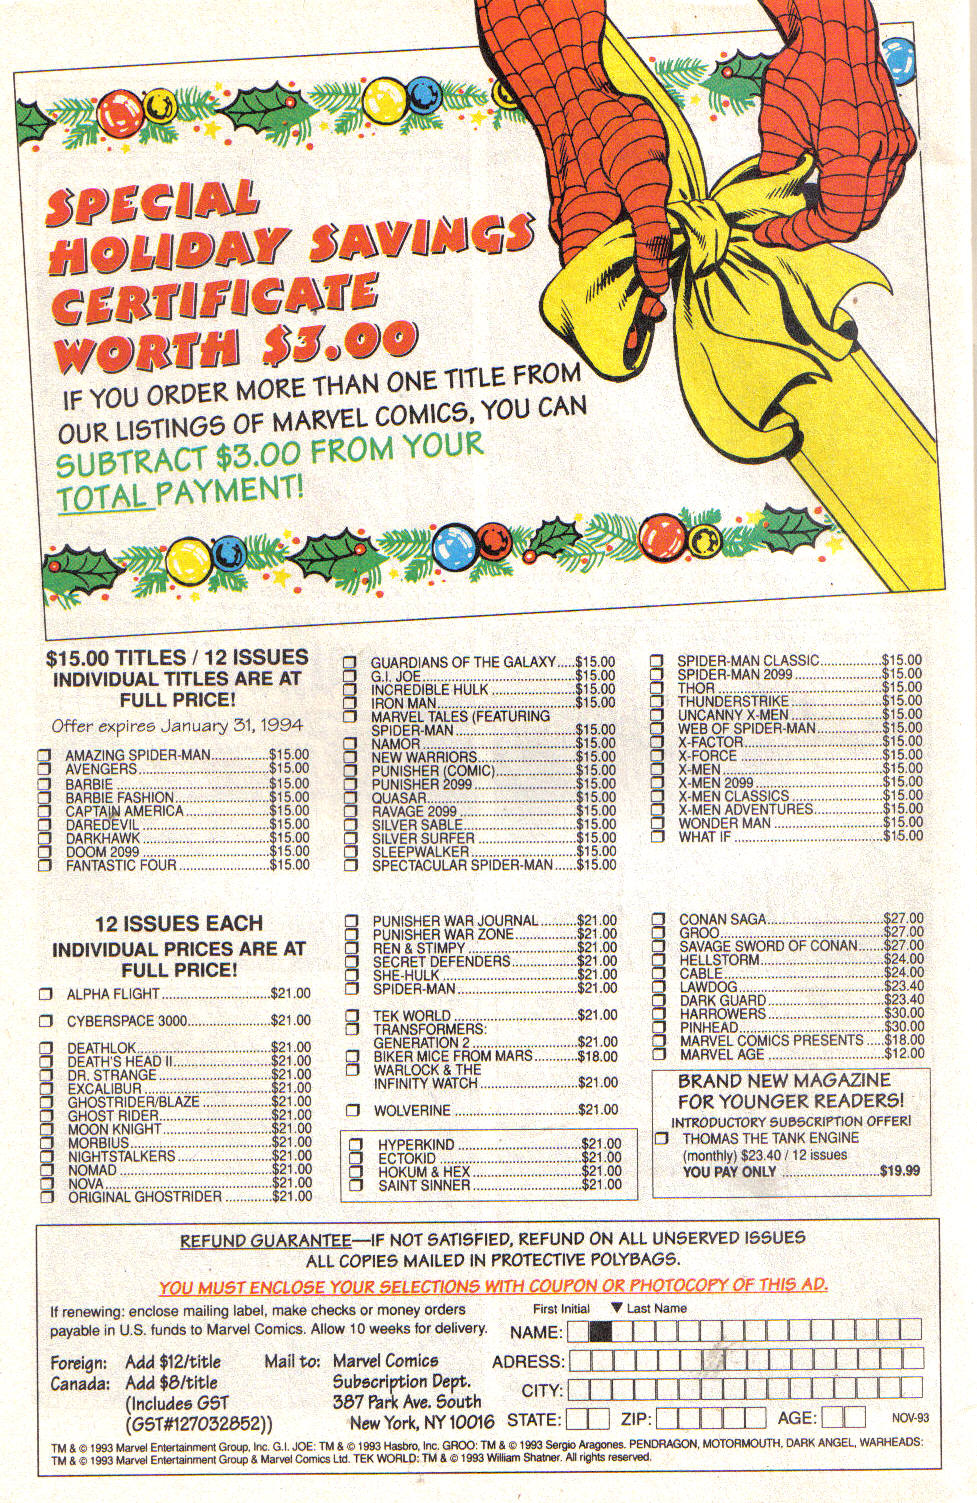 SPECIAL
HOLIDAY SAVINGS
CERTIFICATE
WORTH $3.00
IF YOU ORDER MORE THAN ONE TITLE FROM
OUR LISTINGS OF MARVEL COMICS, YOU CAN
SUBTRACT $3.00 FROM YOUR
TOTAL PAYMENT!
$15.00 TITLES / 12 ISSUES
INDIVIDUAL TITLES ARE AT
FULL PRICE!
Offer expires January 31, 1994
AMAZING SPIDER-MAN.............$15.00
AVENGERS..............................$15.00
BARBIE...................................$15.00
BARBIE FASHION......................$15.00
CAPTAIN AMERICA...................$15.00
DAREDEVIL.............................$15.00
DARKHAWK.............................$15.00
DOOM 2099.............................$15.00
FANTASTIC FOUR.....................$15.00
GUARDIANS OF THE GALAXY.....$15.00
G.I. JOE...................................$15.00
INCREDIBLE HULK....................$15.00
IRON MAN................................$15.00
MARVEL TALES (FEATURING
SPIDER-MAN............................$15.00
NAMOR...................................$15.00
NEW WARRIORS.......................$15.00
PUNISHER (COMIC)...................$15.00
PUNISHER 2099........................$15.00
QUASAR..................................$15.00
RAVAGE 2099...........................$15.00
SILVER SABLE..........................$15.00
SILVER SURFER.......................$15.00
SLEEPWALKER.........................$15.00
SPECTACULAR SPIDER-MAN......$15.00
SPIDER-MAN CLASSIC...............$15.00
SPIDER-MAN 2099.....................$15.00
THOR......................................$15.00
THUNDERSTRIKE......................$15.00
UNCANNY X-MEN......................$15.00
WEB OF SPIDER-MAN................$15.00
X-FACTOR................................$15.00
X-FORCE.................................$15.00
X-MEN.....................................$15.00
X-MEN 2099..............................$15.00
X-MEN CLASSICS......................$15.00
X-MEN ADVENTURES.................$15.00
WONDER MAN..........................$15.00
WHAT IF..................................$15.00
12 ISSUES EACH
INDIVIDUAL PRICES ARE AT
FULL PRICE!
ALPHA FLIGHT..........................$21.00
CYBERSPACE 3000....................$21.00
DEATHLOK...............................$21.00
DEATH'S HEAD II.......................$21.00
DR. STRANGE..........................$21.00
EXCALIBUR..............................$21.00
GHOSTRIDER/BLAZE................$21.00
GHOST RIDER..........................$21.00
MOON KNIGHT.........................$21.00
MORBIUS.................................$21.00
NIGHTSTALKERS......................$21.00
NOMAD...................................$21.00
NOVA......................................$21.00
ORIGINAL GHOSTRIDER............$21.00
PUNISHER WAR JOURNAL.........$21.00
PUNISHER WAR ZONE...............$21.00
REN & STIMPY..........................$21.00
SECRET DEFENDERS................$21.00
SHE-HULK................................$21.00
SPIDER-MAN............................$21.00
TEK WORLD.............................$21.00
TRANSFORMERS:
GENERATION 2.........................$21.00
BIKER MICE FROM MARS..........$18.00
WARLOCK & THE
INFINITY WATCH.......................$21.00
WOLVERINE.............................$21.00
HYPERKIND..............................$21.00
ECTOKID..................................$21.00
HOKUM & HEX..........................$21.00
SAINT SINNER..........................$21.00
CONAN SAGA...........................$27.00
GROO......................................$27.00
SAVAGE SWORD OF CONAN......$27.00
HELLSTORM.............................$24.00
CABLE.....................................$24.00
LAWDOG..................................$23.40
DARK GUARD...........................$23.40
HARROWERS............................$30.00
PINHEAD..................................$30.00
MARVEL COMICS PRESENTS....$18.00
MARVEL AGE............................$12.00
BRAND NEW MAGAZINE
FOR YOUNGER READERS!
INTRODUCTORY SUBSCRIPTION OFFER!
THOMAS THE TANK ENGINE
(monthly) $23.40 / 12 issues
YOU PAY ONLY........................$19.99
REFUND GUARANTEE—IF NOT SATISFIED, REFUND ON ALL UNSERVED ISSUES
ALL COPIES MAILED IN PROTECTIVE POLYBAGS.
YOU MUST ENCLOSE YOUR SELECTIONS WITH COUPON OR PHOTOCOPY OF THIS AD.
If renewing: enclose mailing label, make checks or money orders
payable in U.S. funds to Marvel Comics. Allow 10 weeks for delivery.
Foreign: Add $12/title
Canada: Add $8/title
(Includes GST
(GST#127032852))
Mail to: Marvel Comics
Subscription Dept.
387 Park Ave. South
New York, NY 10016
First Initial ▼ Last Name
NAME:
ADRESS:
CITY:
STATE: ZIP: AGE: NOV-93
TM & © 1993 Marvel Entertainment Group, Inc. G.I. JOE: TM & © 1993 Hasbro, Inc. GROO: TM & © 1993 Sergio Aragones. PENDRAGON, MOTORMOUTH, DARK ANGEL, WARHEADS:
TM & © 1993 Marvel Entertainment Group & Marvel Comics Ltd. TEK WORLD: TM & © 1993 William Shatner. All rights reserved.